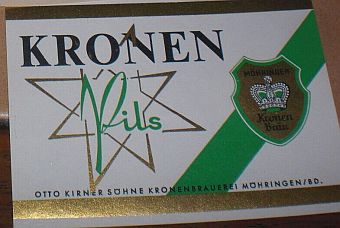 KRONEN
Pils
MÖHRINGER
Kronen
Bräu
OTTO KIRNER SÖHNE KRONENBRAUEREI MÖHRINGEN/BD.